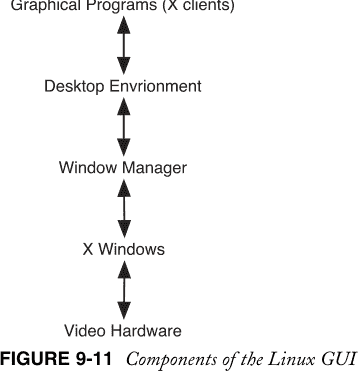 Graphical Programs (X clients)
Desktop Envrionment
Window Manager
X Windows
Video Hardware
FIGURE 9-11 Components of the Linux GUI